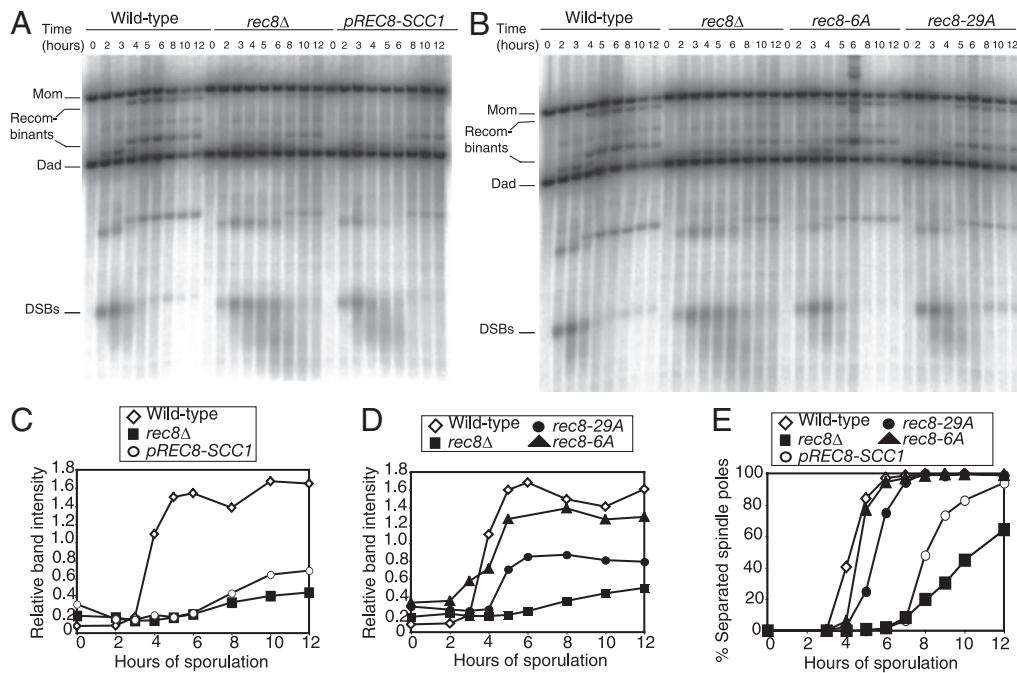 A
Wild-type rec8Δ pREC8-SCC1
Time
(hours) 0 2 3 4 5 6 8 10 12 0 2 3 4 5 6 8 10 12 0 2 3 4 5 6 8 10 12
Mom
Recom
binants
Dad
DSBs
B
Wild-type rec8Δ rec8-6A rec8-29A
Time
(hours) 0 2 3 4 5 6 8 10 12 0 2 3 4 5 6 8 10 12 0 2 3 4 5 6 8 10 12 0 2 3 4 5 6 8 10 12
Mom
Recom-
binants
Dad
DSBs
C
Wild-type
rec8Δ
pREC8-SCC1
Relative band intensity
1.8
1.6
1.4
1.2
1.0
0.8
0.6
0.4
0.2
0
0 2 4 6 8 10 12
Hours of sporulation
D
Wild-type rec8-29A
rec8Δ rec8-6A
Relative band intensity
1.8
1.6
1.4
1.2
1.0
0.8
0.6
0.4
0.2
0
0 2 4 6 8 10 12
Hours of sporulation
E
Wild-type rec8-29A
rec8Δ rec8-6A
pREC8-SCC1
% Separated spindle poles
100
80
60
40
20
0
0 2 4 6 8 10 12
Hours of sporulation